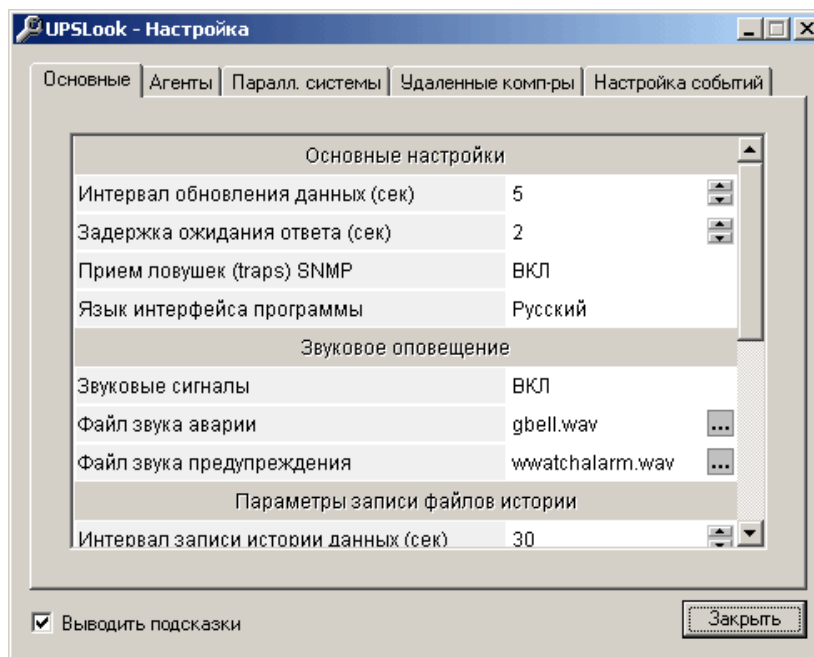 UPSLook - Настройка
Основные Агенты Паралл. системы Удаленные комп-ры Настройка событий
Основные настройки
Интервал обновления данных (сек) 5
Задержка ожидания ответа (сек) 2
Прием ловушек (traps) SNMP ВКЛ
Язык интерфейса программы Русский
Звуковое оповещение
Звуковые сигналы ВКЛ
Файл звука аварии gbell.wav ...
Файл звука предупреждения wwatchalarm.wav ...
Параметры записи файлов истории
Интервал записи истории данных (сек) 30
Выводить подсказки Закрыть